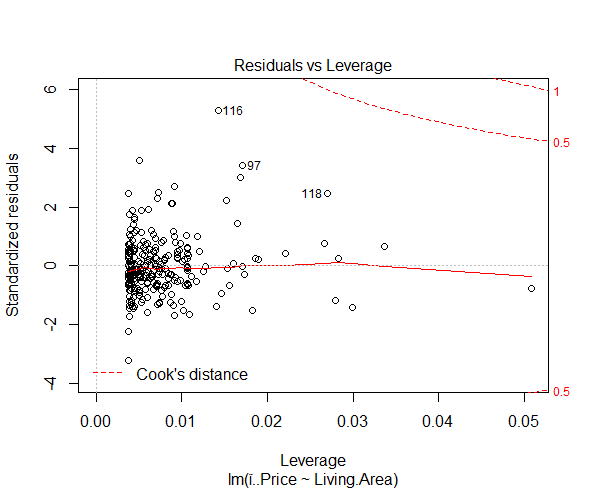 Residuals vs Leverage
Standardized residuals
6
4
2
0
-2
-4
116
97
118
1
0.5
0.5
Cook's distance
0.00 0.01 0.02 0.03 0.04 0.05
Leverage
lm(ï..Price ~ Living.Area)